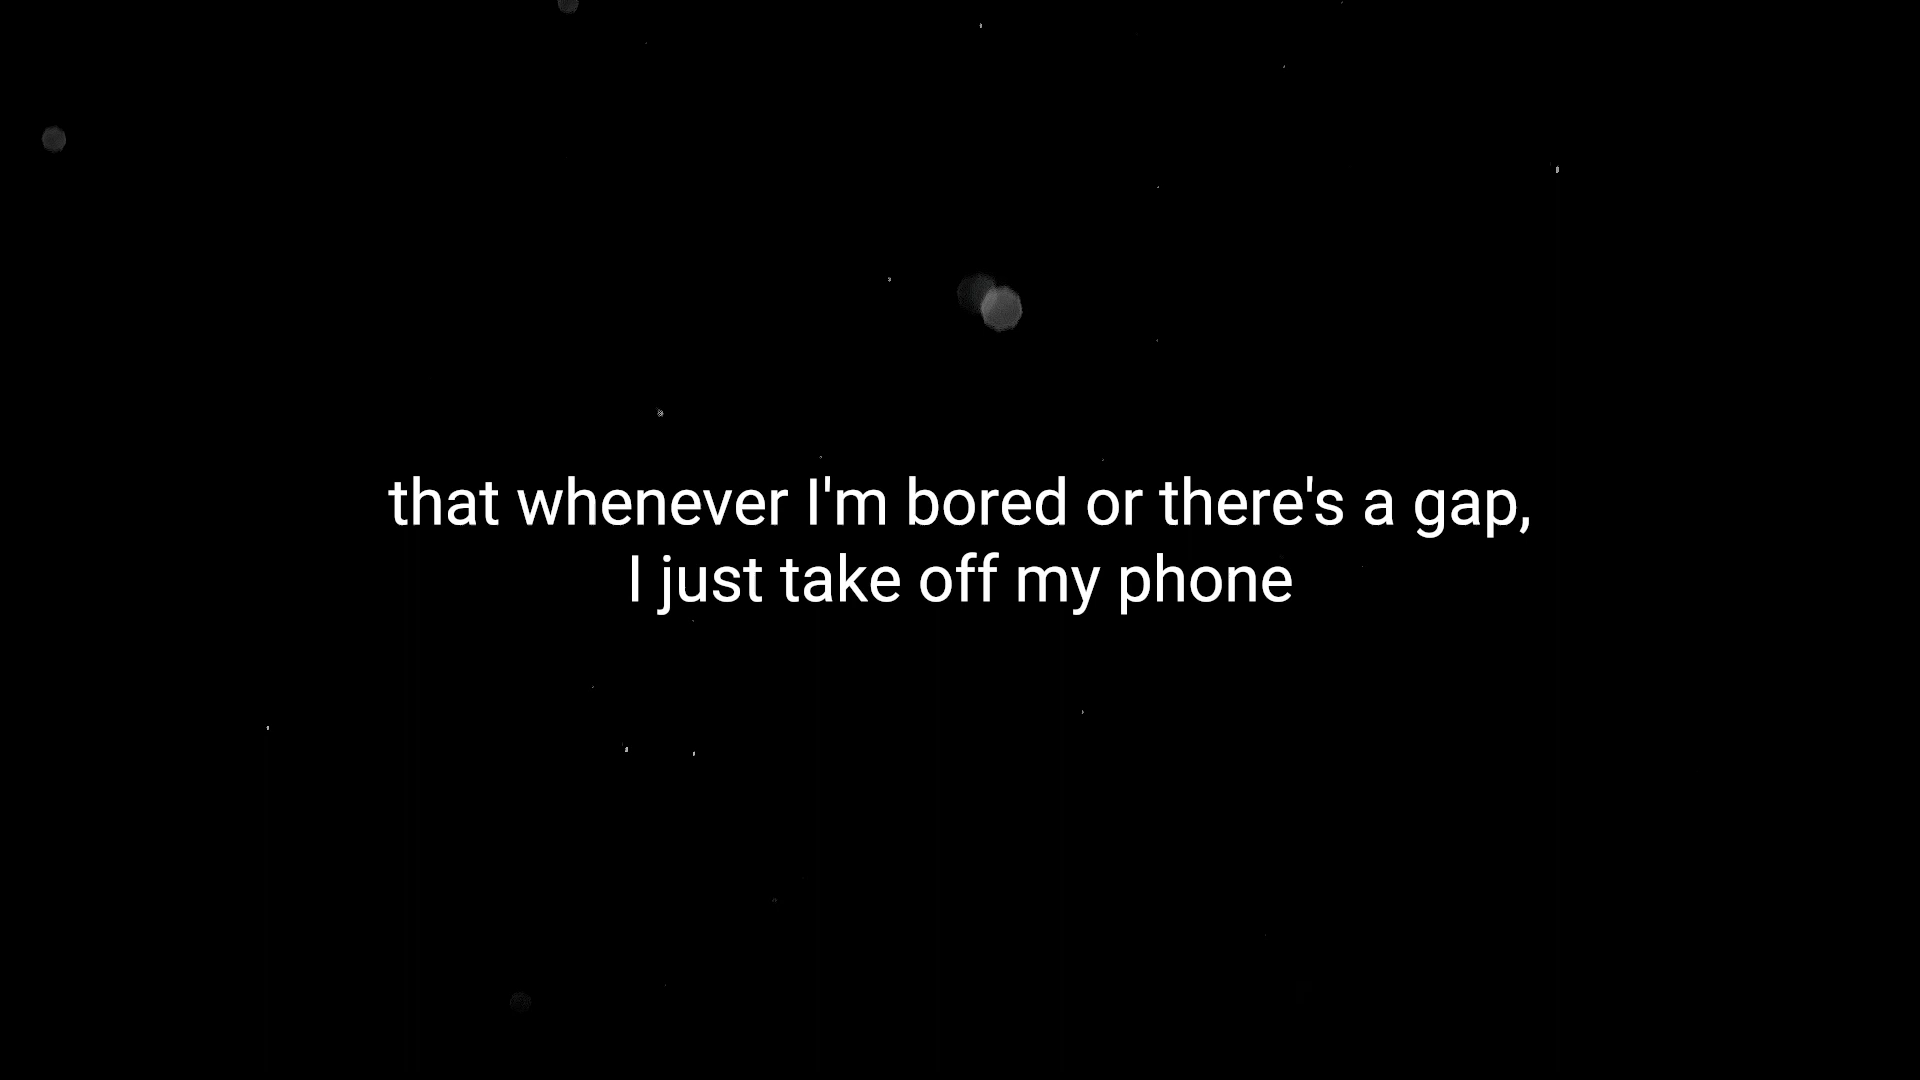 that whenever I'm bored or there's a gap,
I just take off my phone